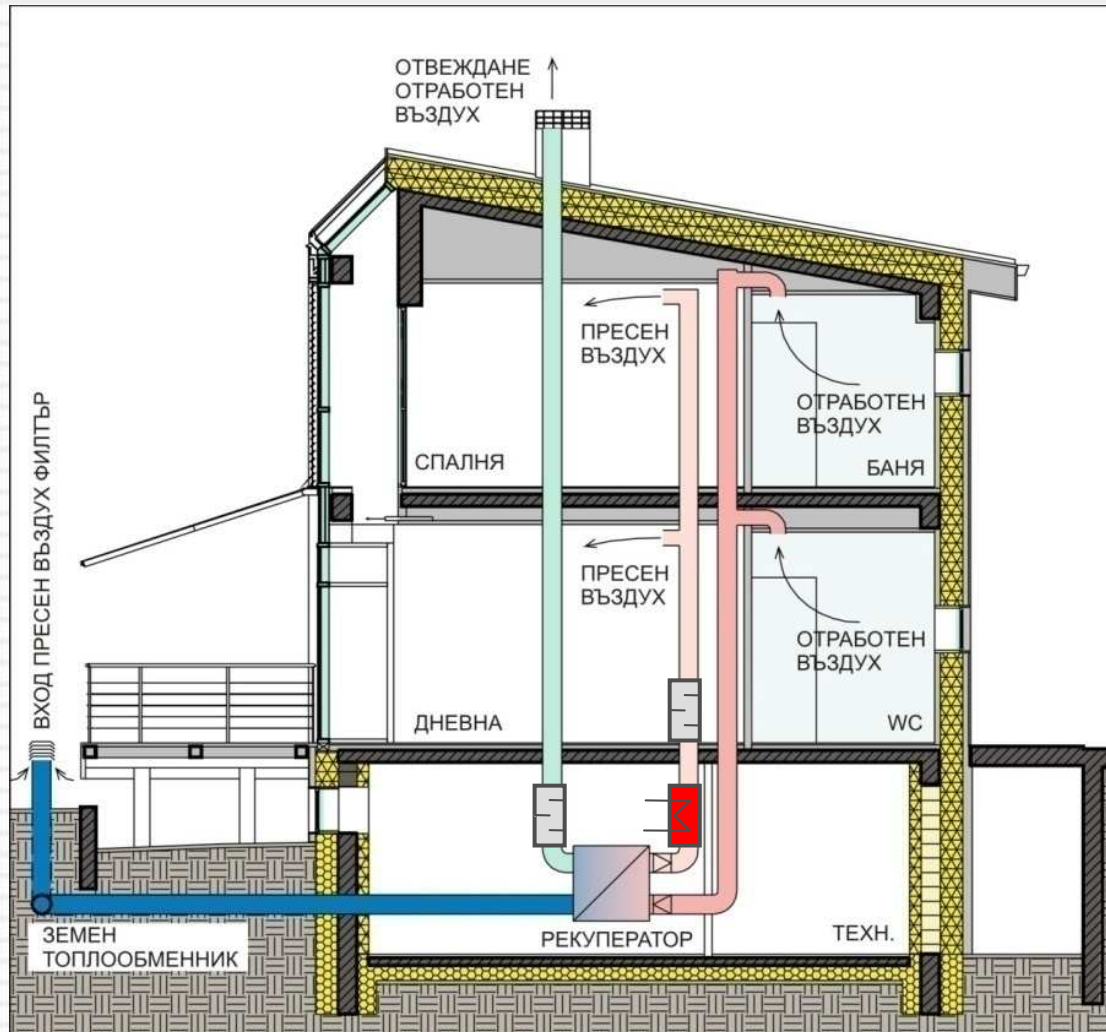 ОТВЕЖДАНЕ
ОТРАБОТЕН
ВЪЗДУХ
ПРЕСЕН
ВЪЗДУХ
ОТРАБОТЕН
ВЪЗДУХ
СПАЛНЯ
БАНЯ
ВХОД ПРЕСЕН ВЪЗДУХ ФИЛТЪР
ПРЕСЕН
ВЪЗДУХ
ОТРАБОТЕН
ВЪЗДУХ
ДНЕВНА
WC
ЗЕМЕН
ТОПЛООБМЕННИК
РЕКУПЕРАТОР
ТЕХН.